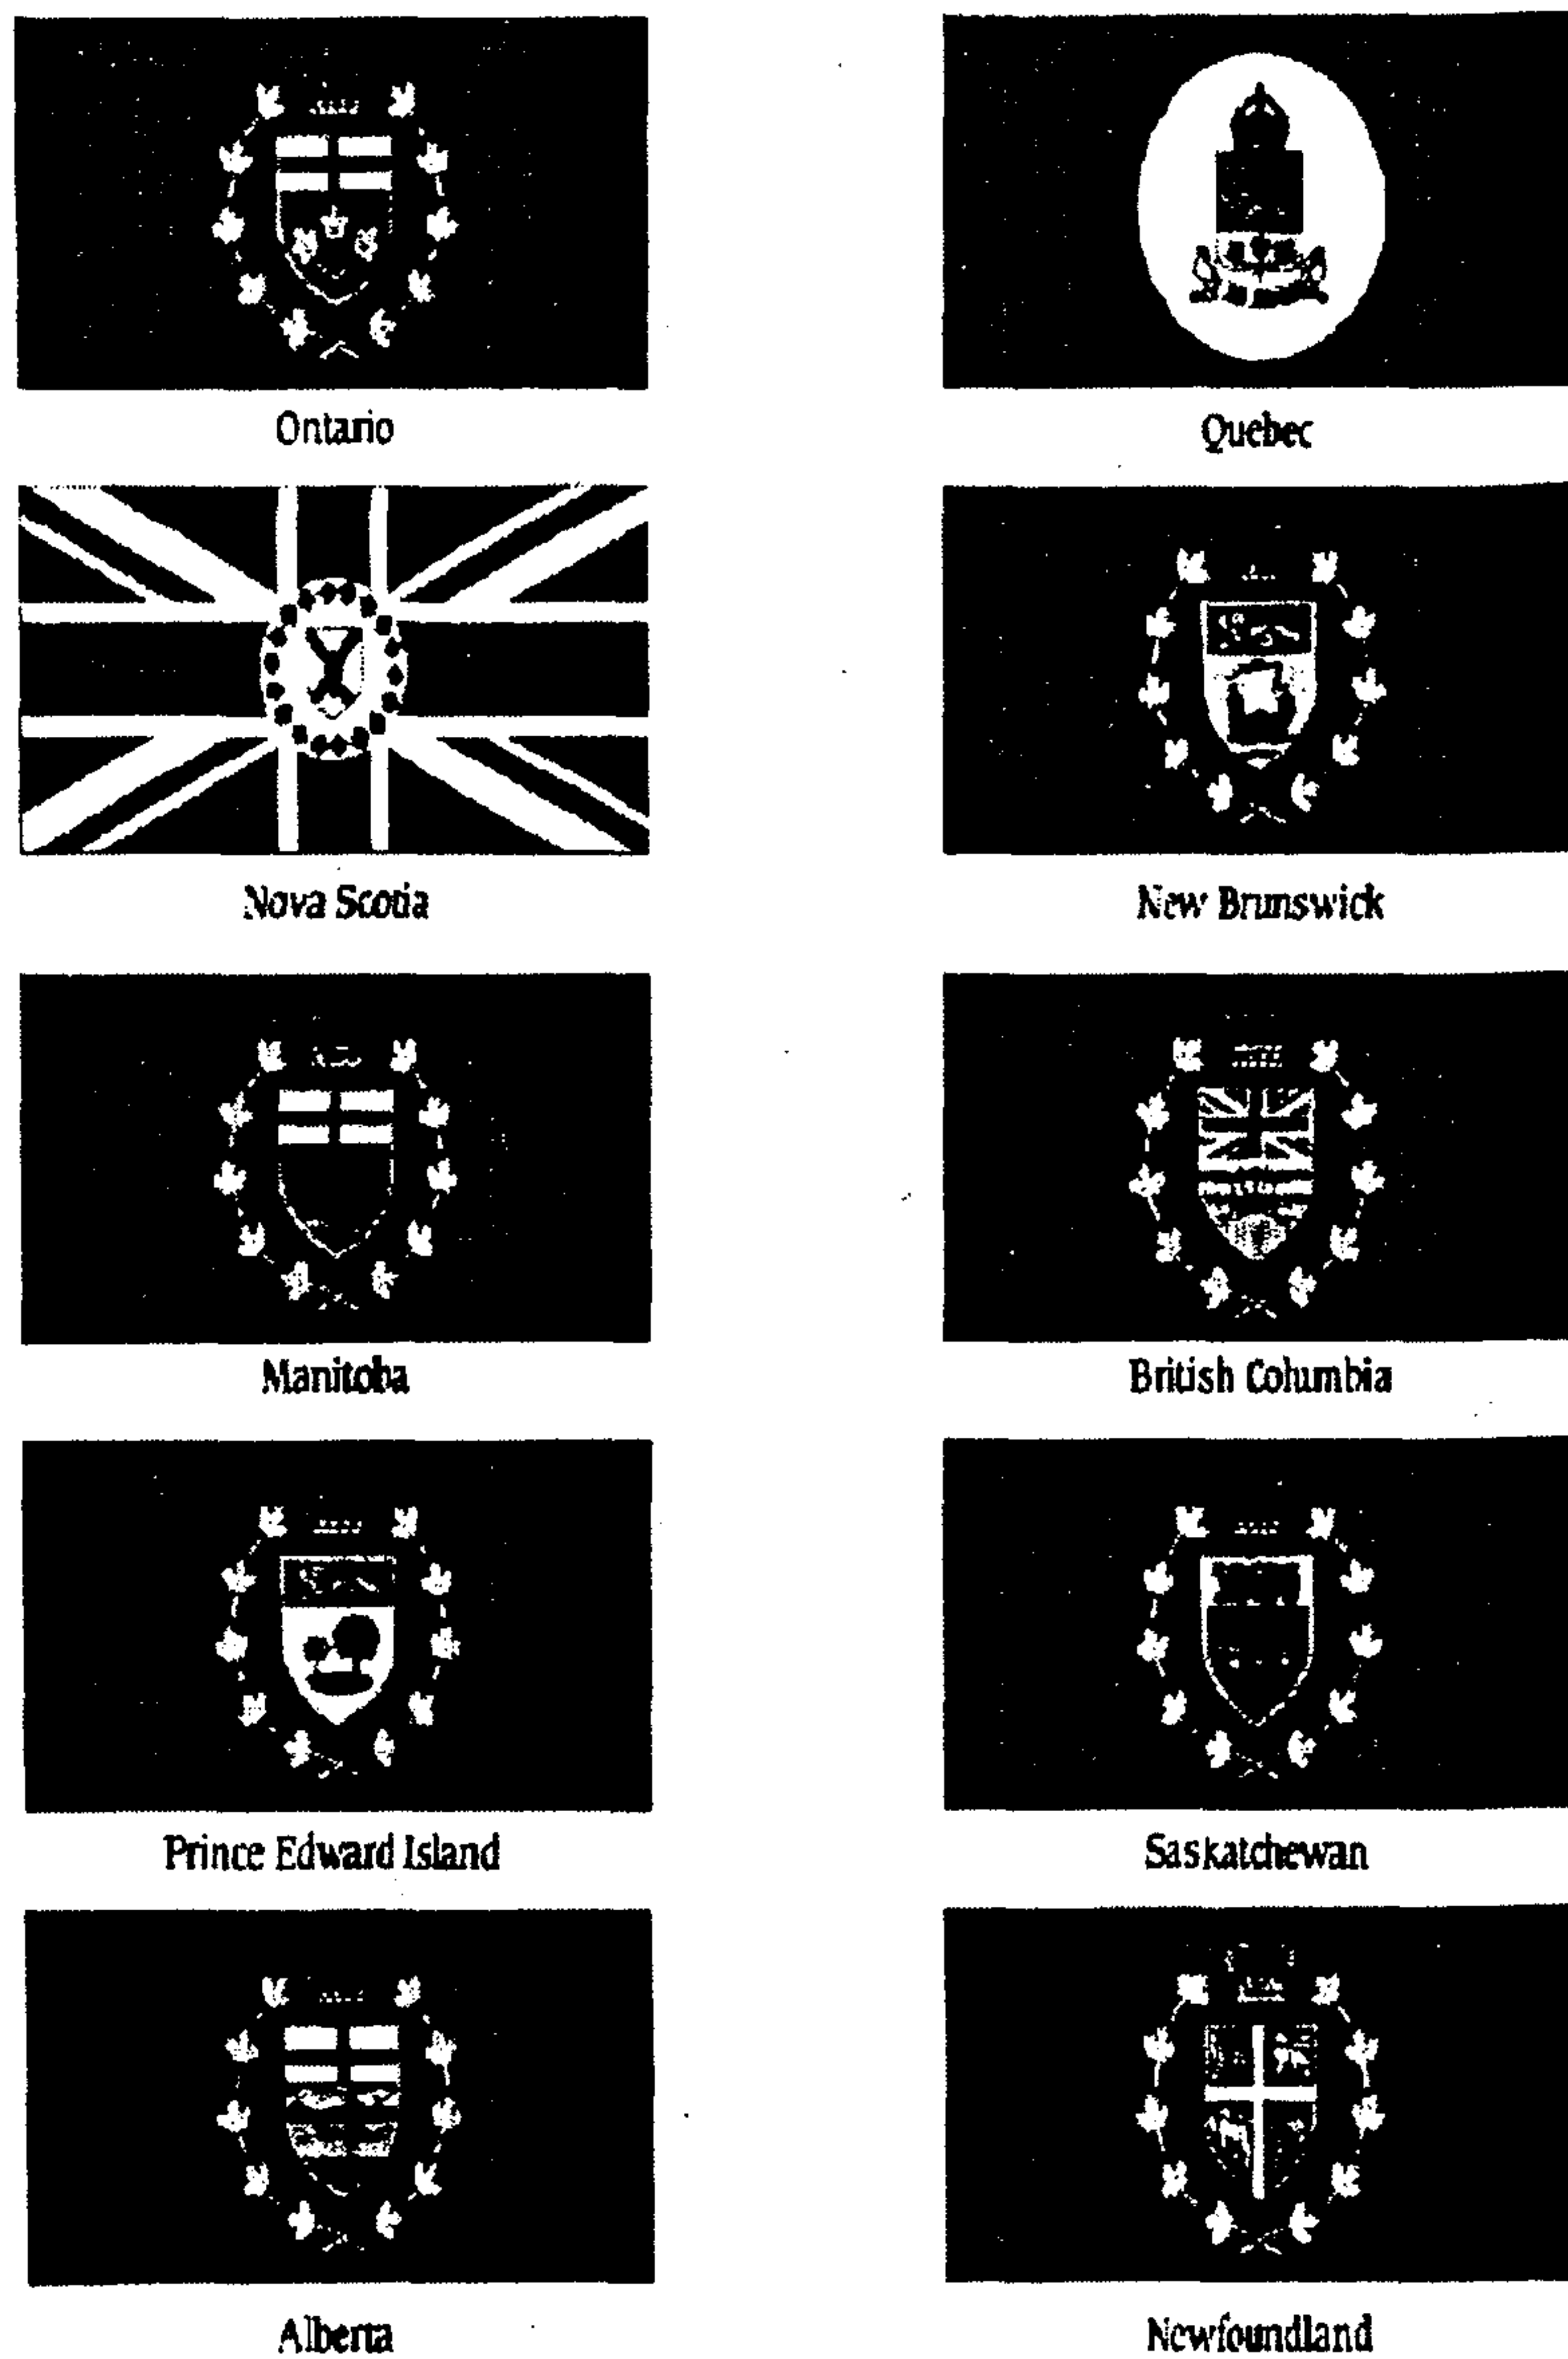 Ontario
Quebec
Nova Scotia
New Brunswick
Manitoba
British Columbia
Prince Edward Island
Saskatchewan
Alberta
Newfoundland